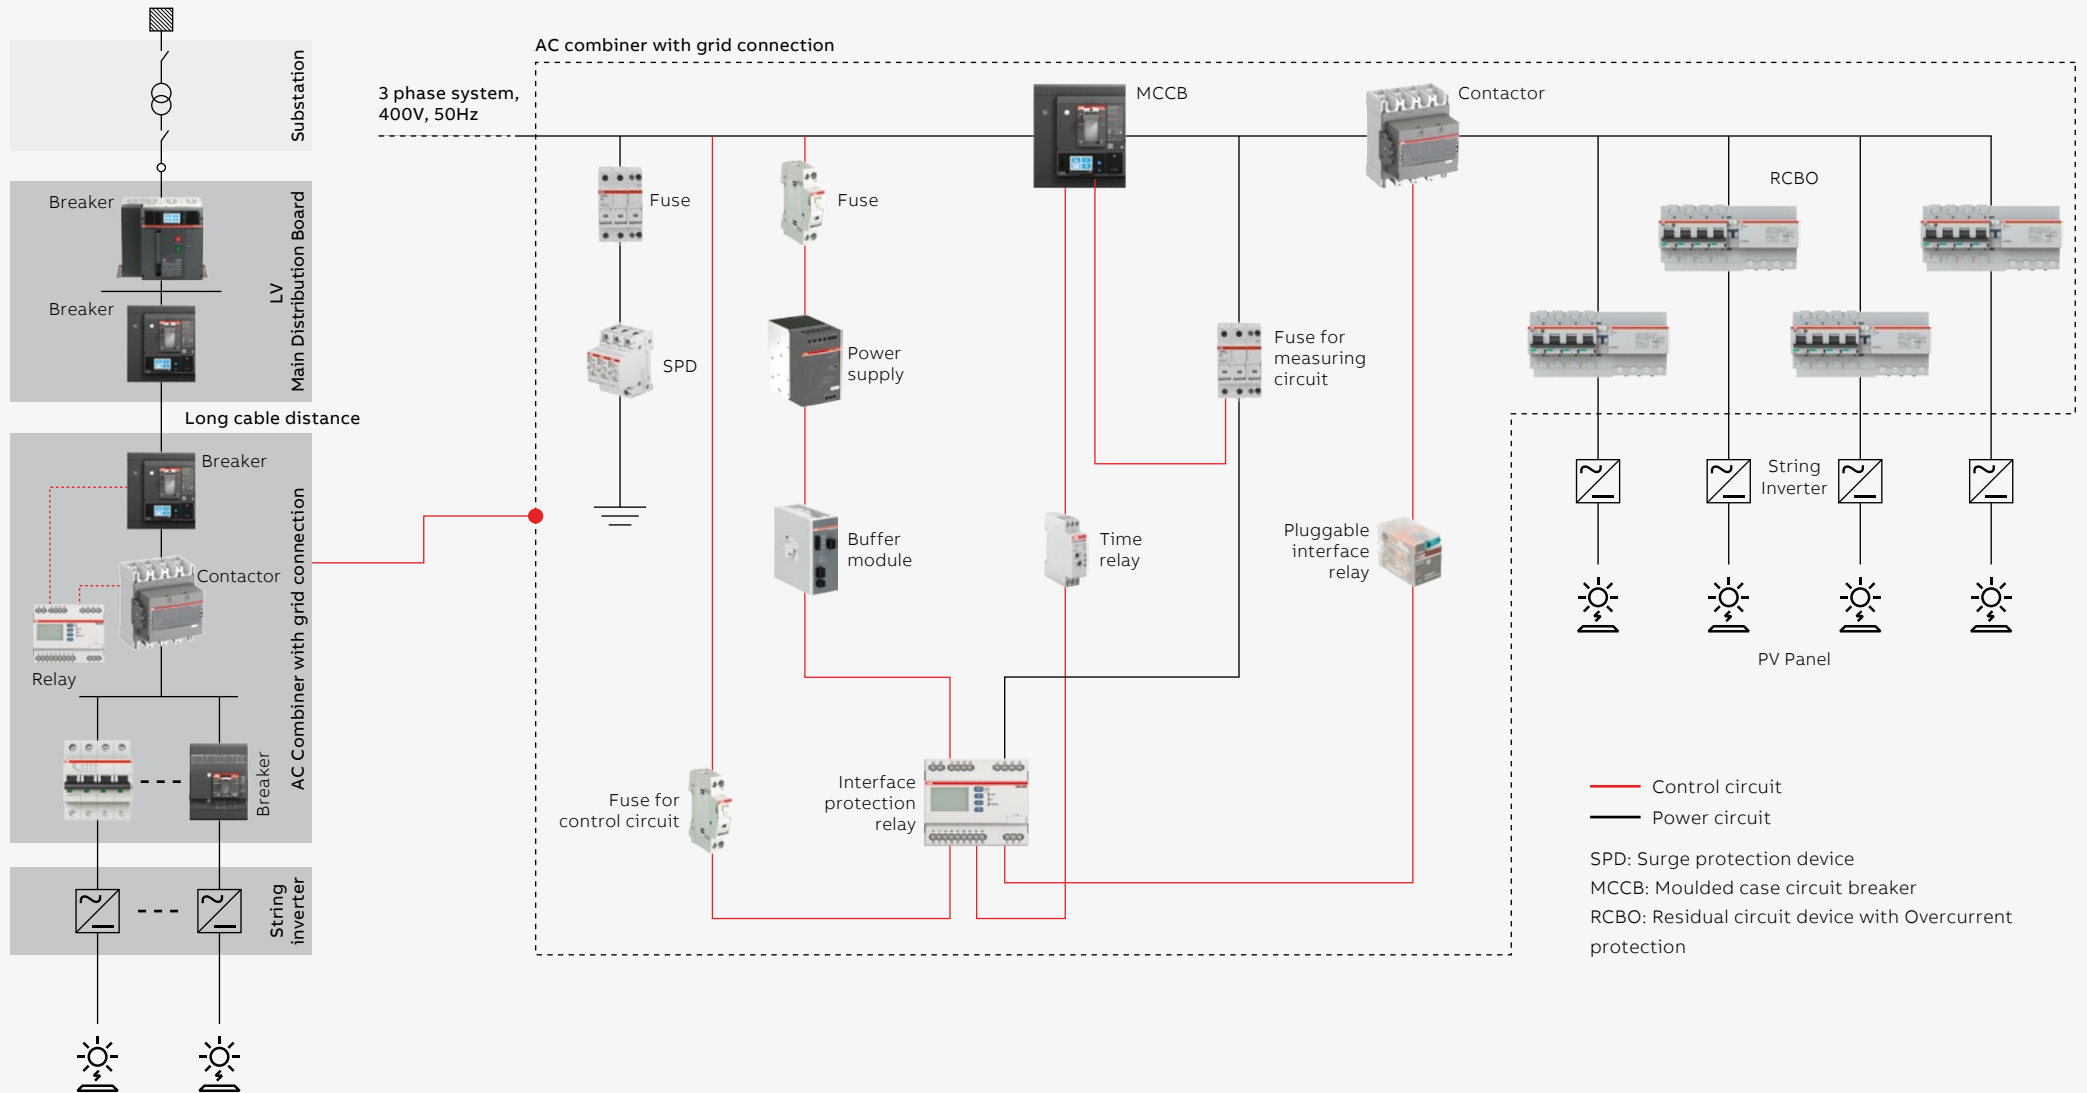 Substation
Breaker
Breaker
LV
Main Distribution Board
Long cable distance
Breaker
Contactor
Relay
Breaker
AC Combiner with grid connection
String
inverter
AC combiner with grid connection
3 phase system,
400V, 50Hz
MCCB
Contactor
Fuse
Fuse
RCBO
SPD
Power
supply
Fuse for
measuring
circuit
String
Inverter
Buffer
module
Time
relay
Pluggable
interface
relay
PV Panel
Fuse for
control circuit
Interface
protection
relay
Control circuit
Power circuit
SPD: Surge protection device
MCCB: Moulded case circuit breaker
RCBO: Residual circuit device with Overcurrent
protection